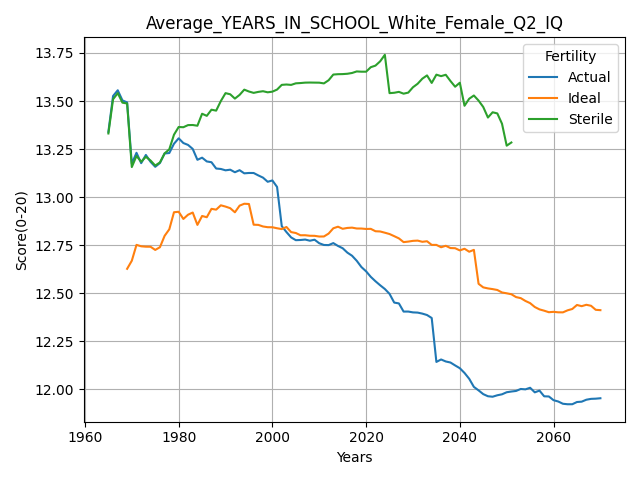 Average_YEARS_IN_SCHOOL_White_Female_Q2_IQ
Fertility
Actual
Ideal
Sterile
Score(0-20)
13.75
13.50
13.25
13.00
12.75
12.50
12.25
12.00
1960 1980 2000 2020 2040 2060
Years